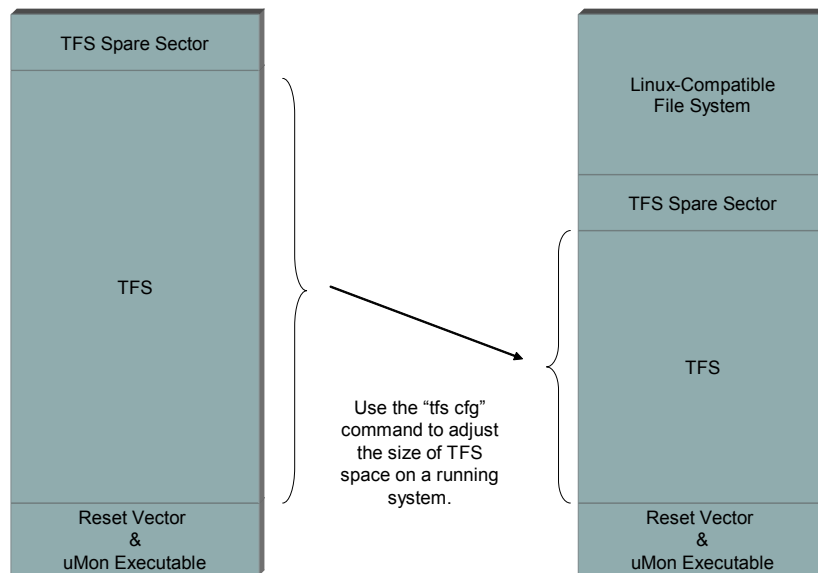 TFS Spare Sector
TFS
Reset Vector
&
uMon Executable
Use the “tfs cfg”
command to adjust
the size of TFS
space on a running
system.
Linux-Compatible
File System
TFS Spare Sector
TFS
Reset Vector
&
uMon Executable